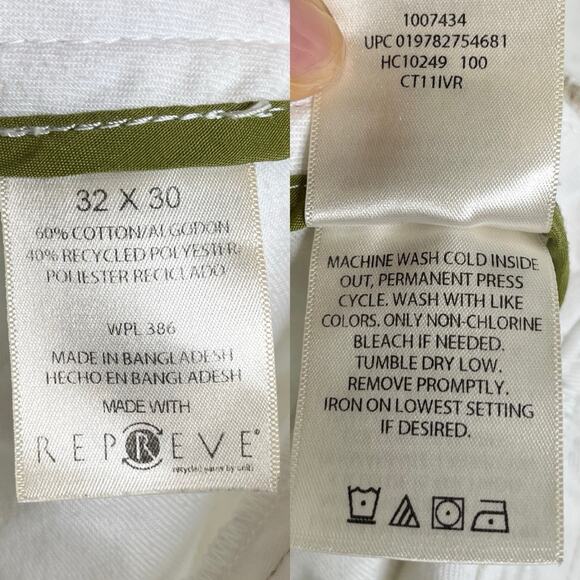 32 X 30
60% COTTON/ALGODON
40% RECYCLED POLYESTER-
POLIESTER RECICLADO
WPL 386
MADE IN BANGLADESH
HECHO EN BANGLADESH
MADE WITH
REPREVE®
recycled yarns by unifi
1007434
UPC 019782754681
HC10249 100
CT11IVR
MACHINE WASH COLD INSIDE
OUT, PERMANENT PRESS
CYCLE. WASH WITH LIKE
COLORS. ONLY NON-CHLORINE
BLEACH IF NEEDED.
TUMBLE DRY LOW.
REMOVE PROMPTLY.
IRON ON LOWEST SETTING
IF DESIRED.